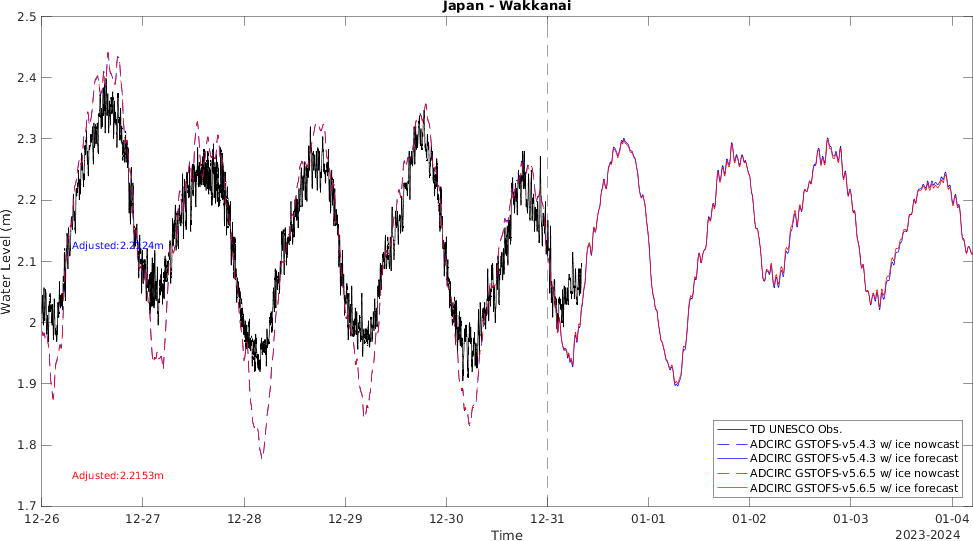 Japan - Wakkanai
2.5
2.4
2.3
2.2
2.1
2
1.9
1.8
1.7
Water Level (m)
Adjusted:2.2124m
Adjusted:2.2153m
TD UNESCO Obs.
ADCIRC GSTOFS-v5.4.3 w/ ice nowcast
ADCIRC GSTOFS-v5.4.3 w/ ice forecast
ADCIRC GSTOFS-v5.6.5 w/ ice nowcast
ADCIRC GSTOFS-v5.6.5 w/ ice forecast
12-26 12-27 12-28 12-29 12-30 12-31 01-01 01-02 01-03 01-04
Time
2023-2024